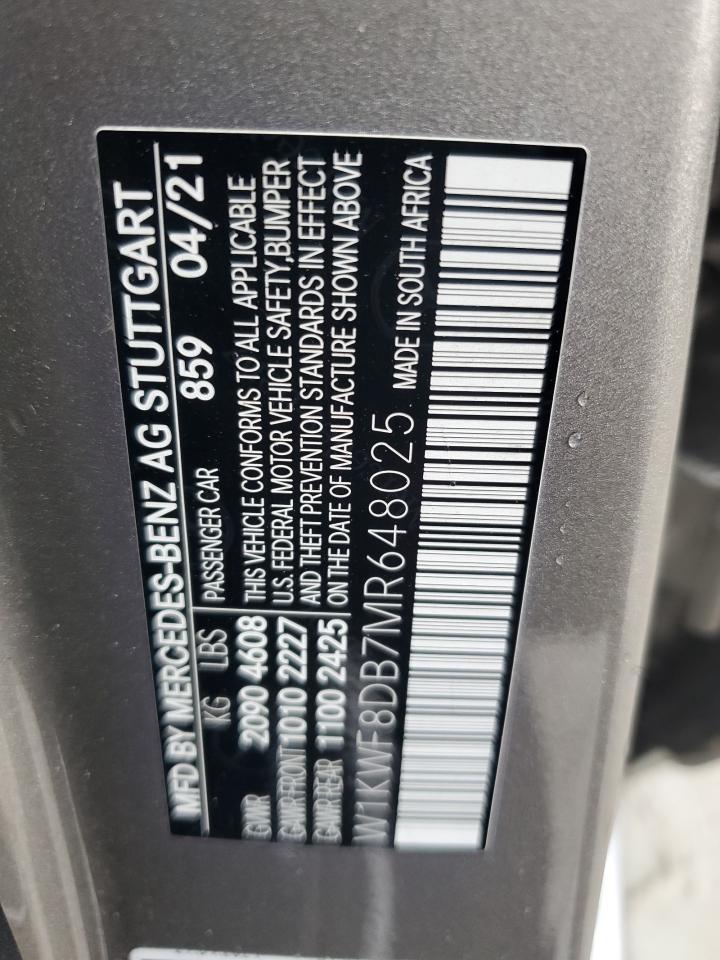 MFD BY MERCEDES-BENZ AG STUTTGART
KG LBS PASSENGER CAR 859 04/21
GVWR 2090 4608 THIS VEHICLE CONFORMS TO ALL APPLICABLE
GAWR FRONT 1010 2227 U.S. FEDERAL MOTOR VEHICLE SAFETY, BUMPER
GAWR REAR 1100 2425 AND THEFT PREVENTION STANDARDS IN EFFECT
ON THE DATE OF MANUFACTURE SHOWN ABOVE
W1KWF8DB7MR648025 MADE IN SOUTH AFRICA